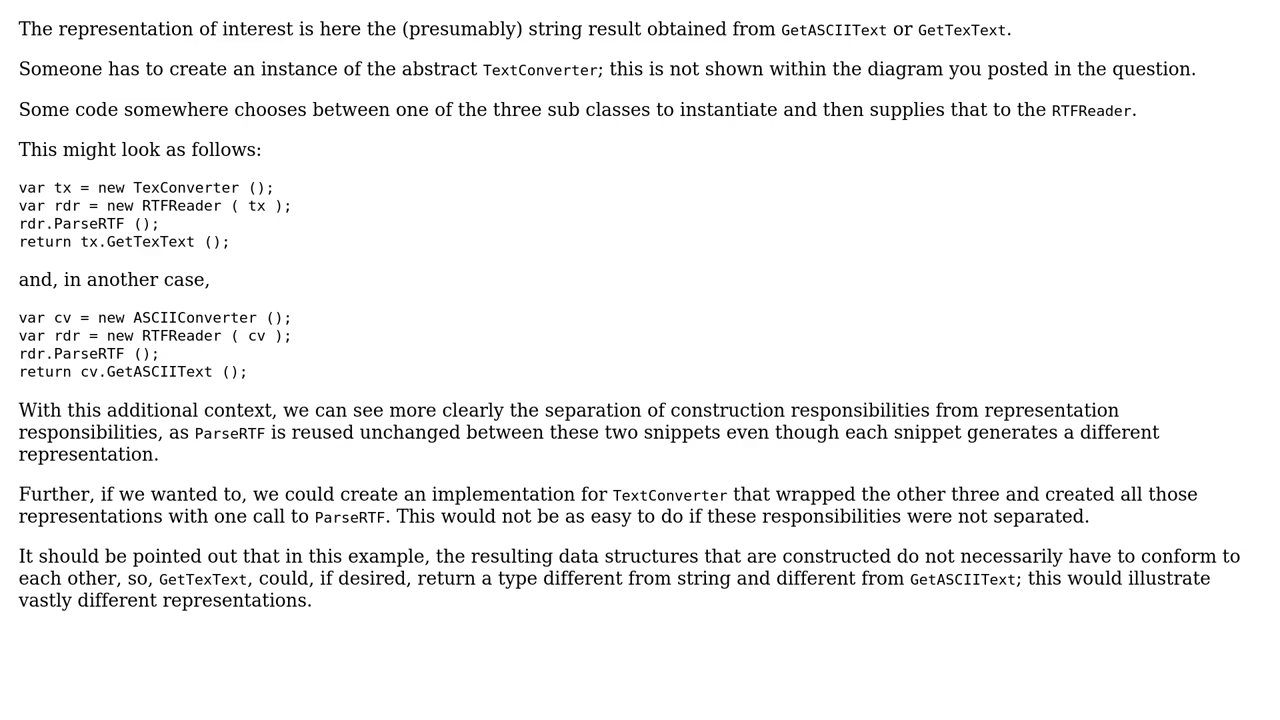 The representation of interest is here the (presumably) string result obtained from GetASCIIText or GetTexText.
Someone has to create an instance of the abstract TextConverter; this is not shown within the diagram you posted in the question.
Some code somewhere chooses between one of the three sub classes to instantiate and then supplies that to the RTFReader.
This might look as follows:
var tx = new TexConverter ();
var rdr = new RTFReader ( tx );
rdr.ParseRTF ();
return tx.GetTexText ();
and, in another case,
var cv = new ASCIIConverter ();
var rdr = new RTFReader ( cv );
rdr.ParseRTF ();
return cv.GetASCIIText ();
With this additional context, we can see more clearly the separation of construction responsibilities from representation
responsibilities, as ParseRTF is reused unchanged between these two snippets even though each snippet generates a different
representation.
Further, if we wanted to, we could create an implementation for TextConverter that wrapped the other three and created all those
representations with one call to ParseRTF. This would not be as easy to do if these responsibilities were not separated.
It should be pointed out that in this example, the resulting data structures that are constructed do not necessarily have to conform to
each other, so, GetTexText, could, if desired, return a type different from string and different from GetASCIIText; this would illustrate
vastly different representations.